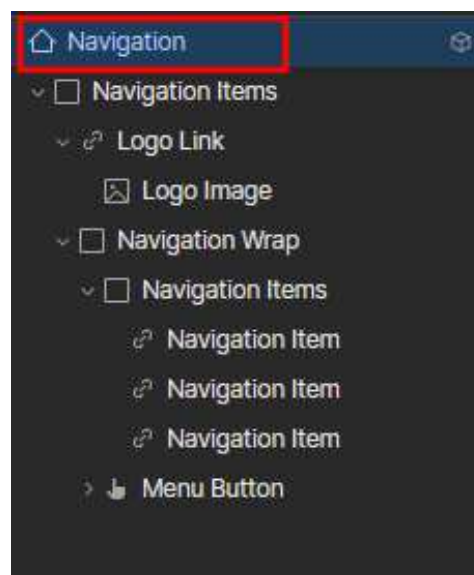 Navigation
Navigation Items
Logo Link
Logo Image
Navigation Wrap
Navigation Items
Navigation Item
Navigation Item
Navigation Item
Menu Button